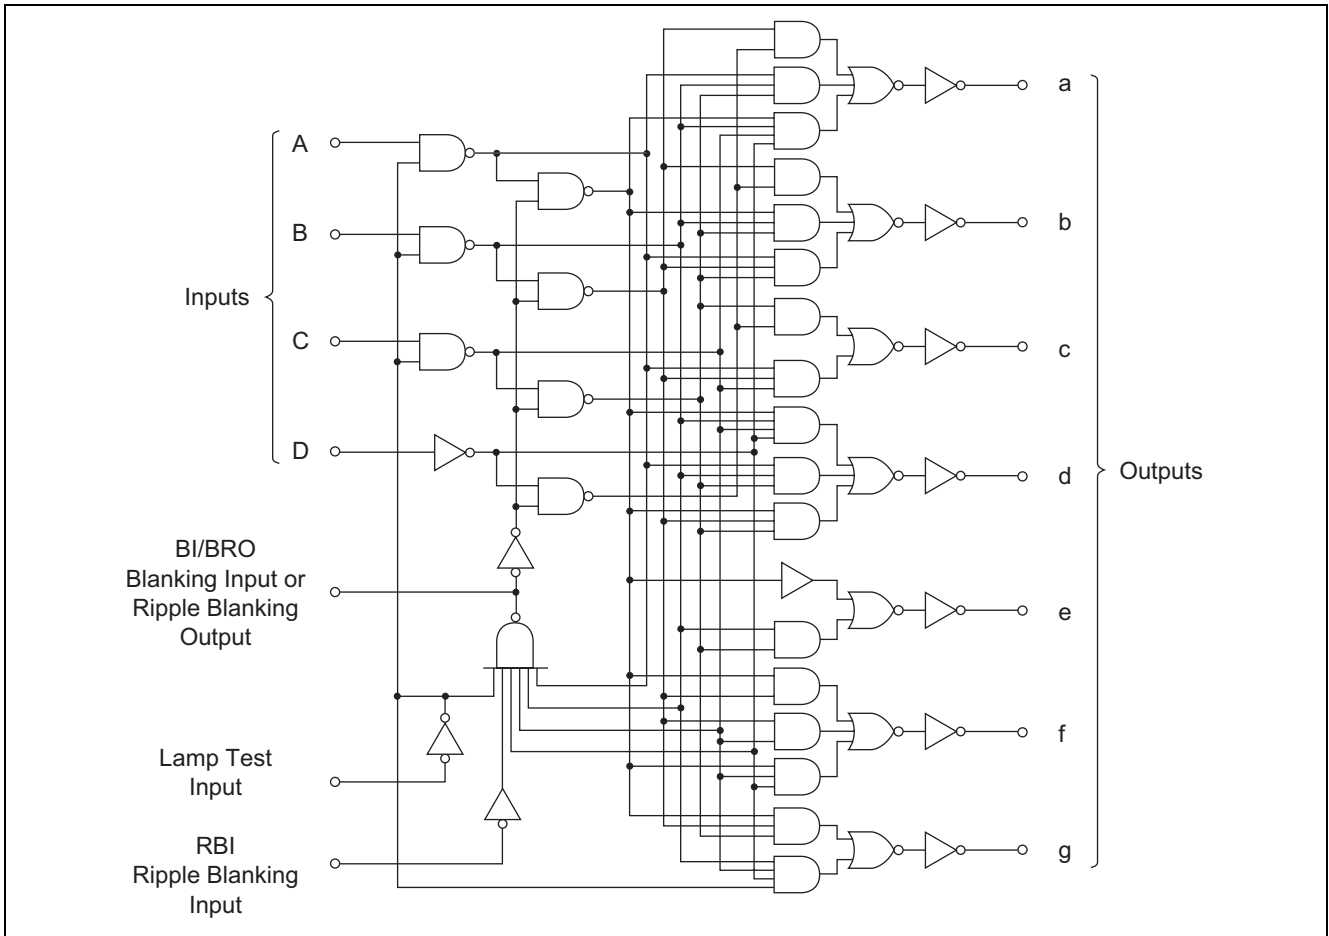 A
B
Inputs
C
D
BI/BRO
Blanking Input or
Ripple Blanking
Output
Lamp Test
Input
RBI
Ripple Blanking
Input
a
b
c
d
Outputs
e
f
g